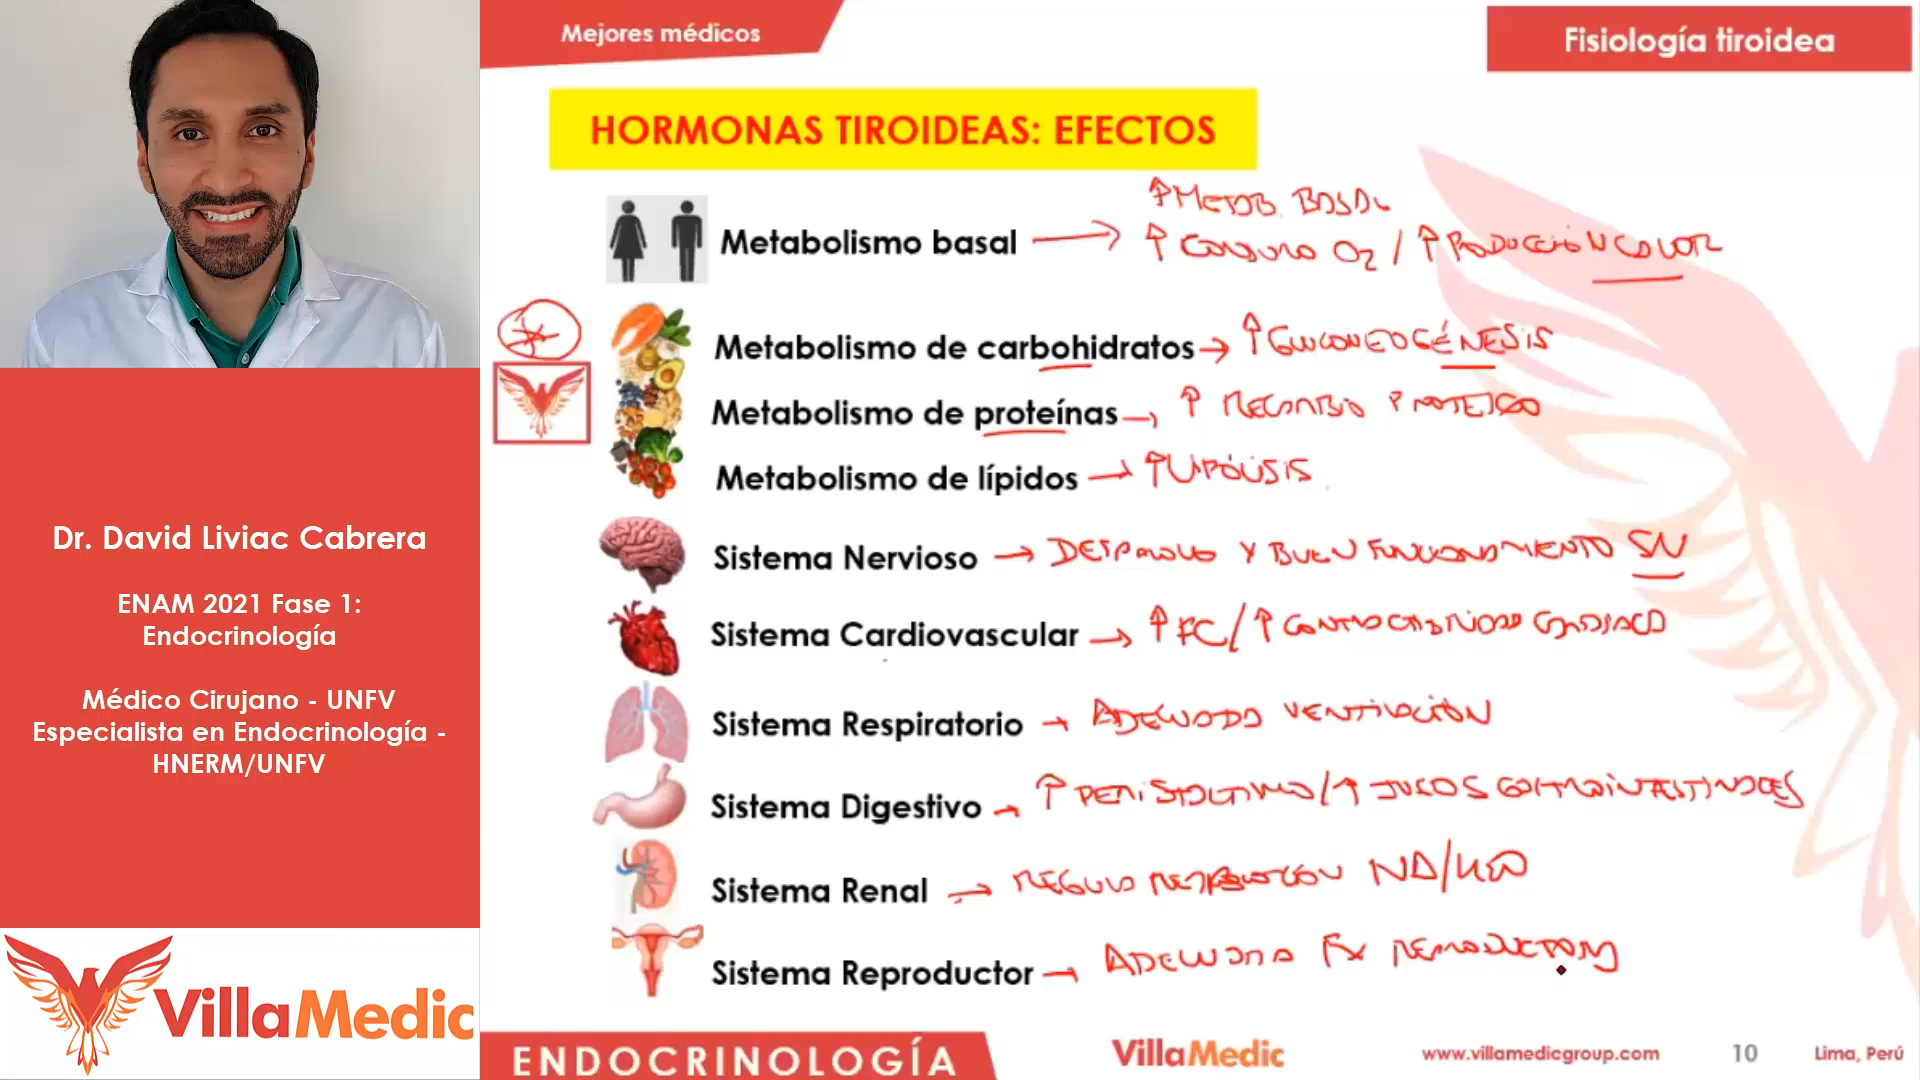 Mejores médicos
Fisiología tiroidea
HORMONAS TIROIDEAS: EFECTOS
↑ METAB. BASAL
Metabolismo basal → ↑ CONSUMO O2 / ↑ PRODUCCIÓN CALOR
Metabolismo de carbohidratos → ↑ GLUCONEOGÉNESIS
Metabolismo de proteínas → ↑ RECAMBIO PROTEICO
Metabolismo de lípidos → ↑ LIPÓLISIS
Sistema Nervioso → DESARROLLO Y BUEN FUNCIONAMIENTO SN
Sistema Cardiovascular → ↑ FC / ↑ CONTRACTILIDAD CARDIACA
Sistema Respiratorio → ADECUADA VENTILACIÓN
Sistema Digestivo → ↑ PERISTALTISMO / ↑ JUGOS GASTROINTESTINALES
Sistema Renal → REGULA
Sistema Reproductor → ADECUADA FX REPRODUCTORA
Dr. David Liviac Cabrera
ENAM 2021 Fase 1:
Endocrinología
Médico Cirujano - UNFV
Especialista en Endocrinología -
HNERM/UNFV
VillaMedic
ENDOCRINOLOGÍA
VillaMedic
www.villamedicgroup.com
10
Lima, Perú